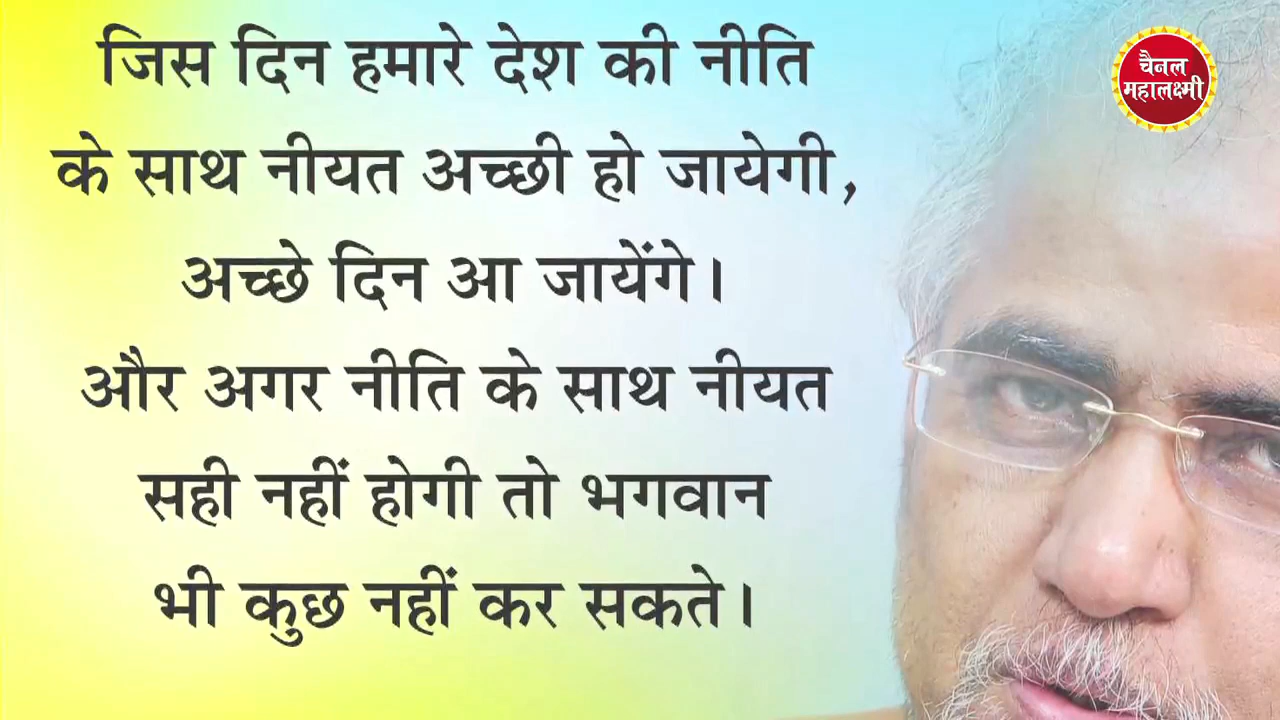 जिस दिन हमारे देश की नीति
के साथ नीयत अच्छी हो जायेगी,
अच्छे दिन आ जायेंगे।
और अगर नीति के साथ नीयत
सही नहीं होगी तो भगवान
भी कुछ नहीं कर सकते।
चैनल
महालक्ष्मी